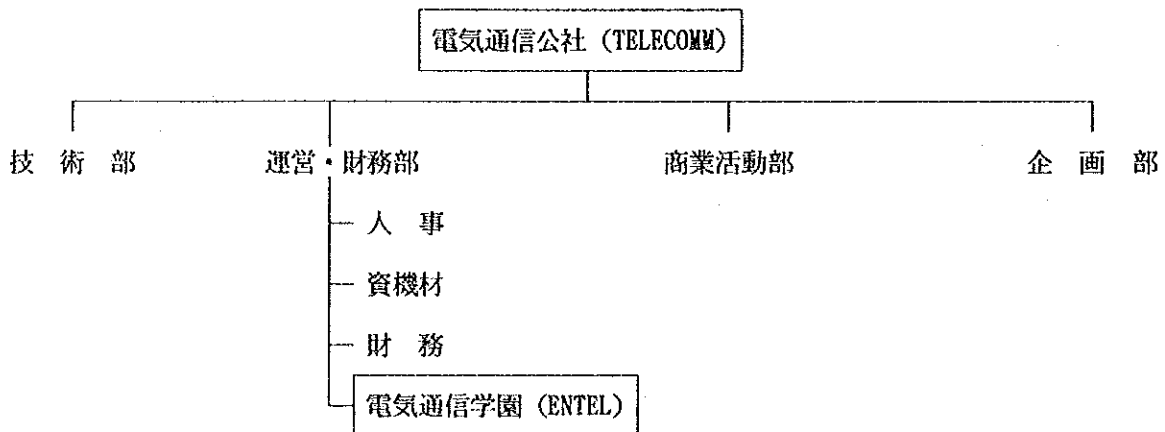 電気通信公社 (TELECOMM)
技 術 部 運営・財務部 商業活動部 企 画 部
人 事
資機材
財 務
電気通信学園 (ENTEL)